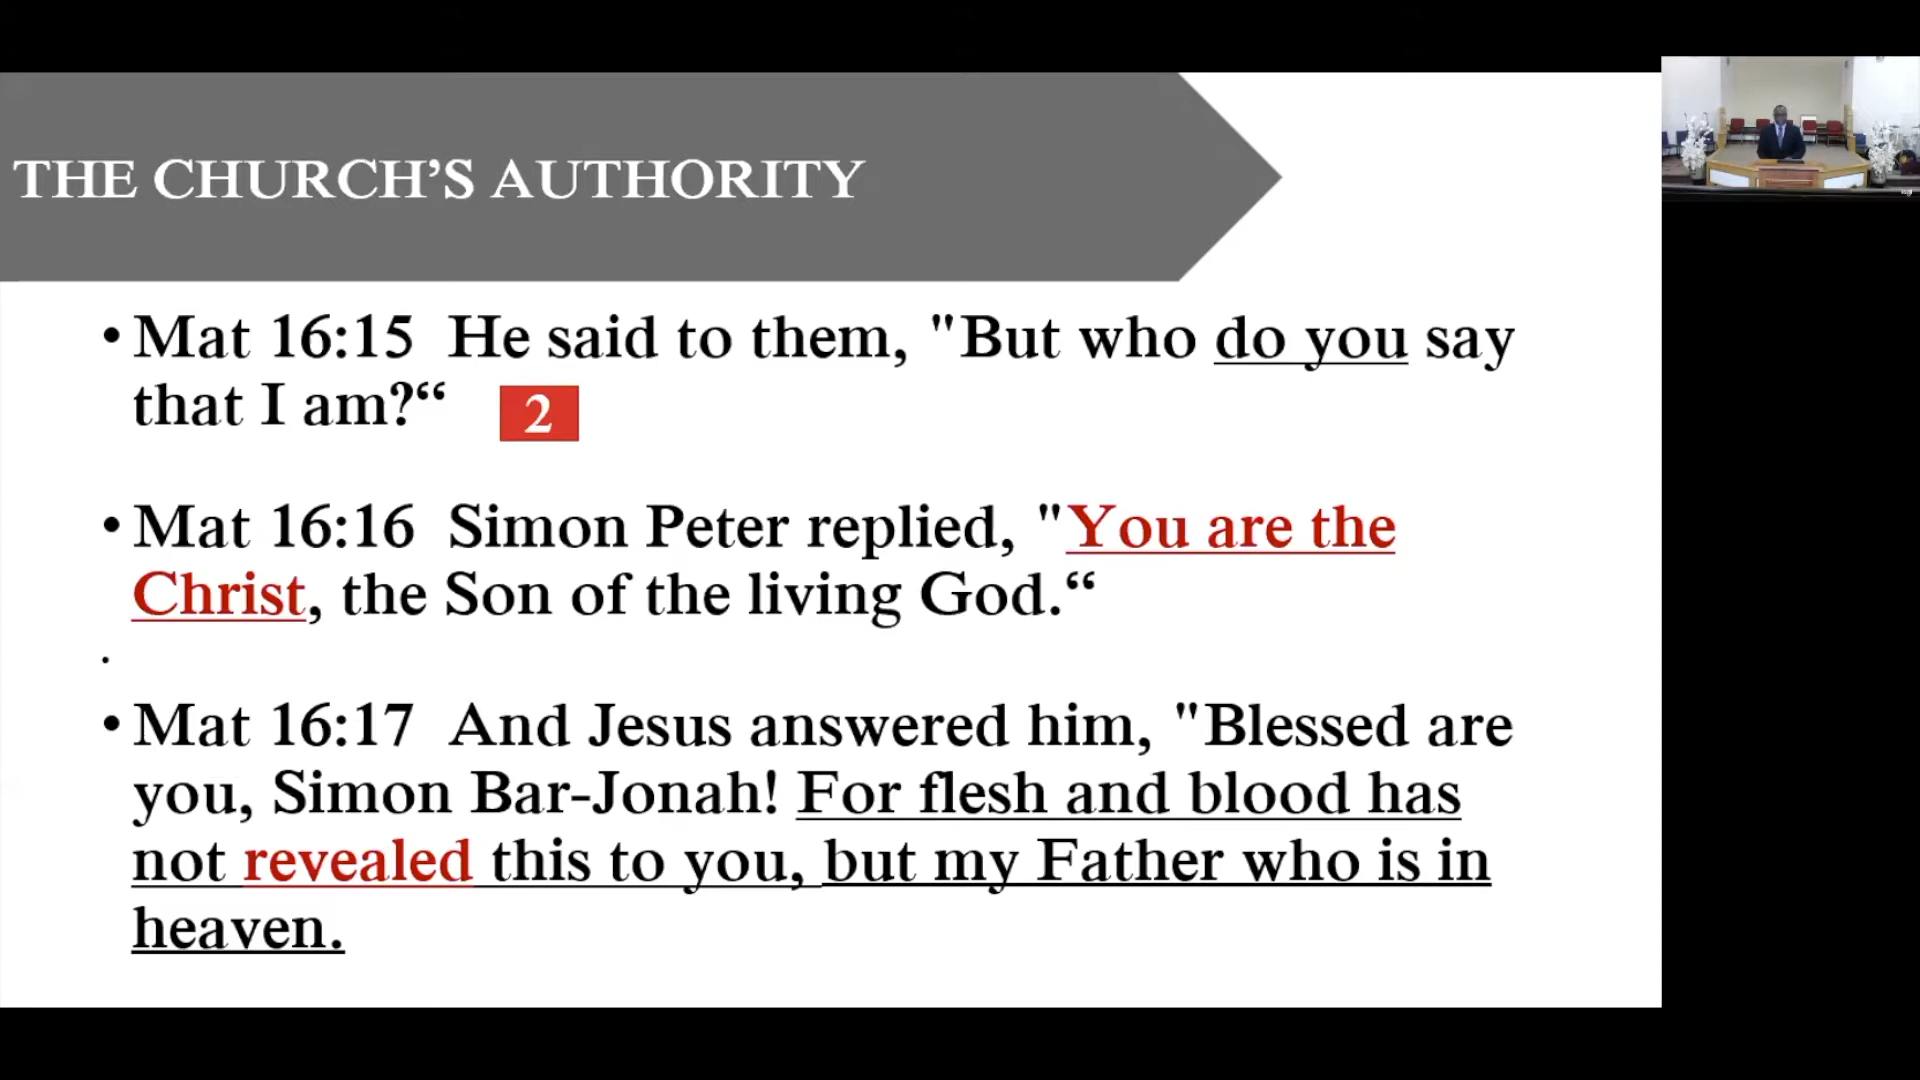 THE CHURCH’S AUTHORITY
• Mat 16:15 He said to them, "But who do you say
that I am?“ 2
• Mat 16:16 Simon Peter replied, "You are the
Christ, the Son of the living God.“
•
• Mat 16:17 And Jesus answered him, "Blessed are
you, Simon Bar-Jonah! For flesh and blood has
not revealed this to you, but my Father who is in
heaven.